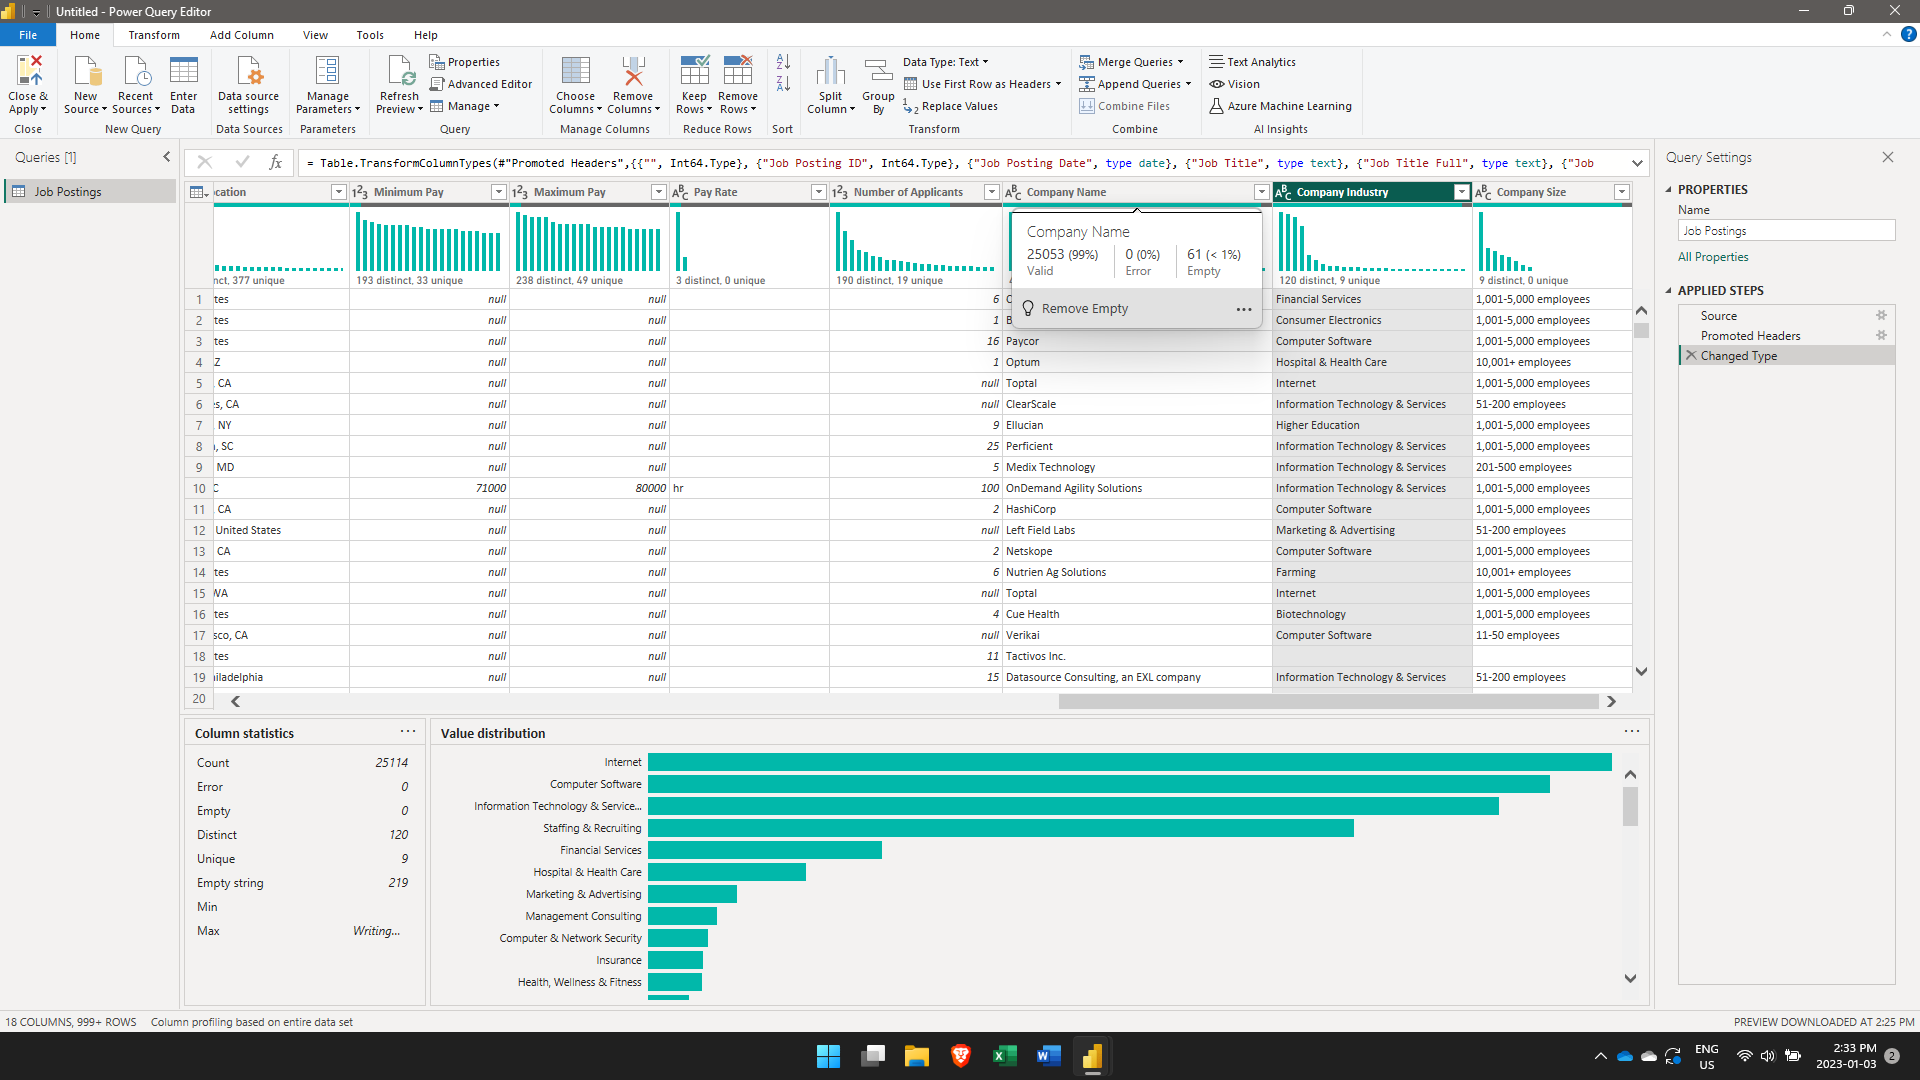 Untitled - Power Query Editor
File Home Transform Add Column View Tools Help
Close & Apply
New Source
Recent Sources
Enter Data
Data source settings
Manage Parameters
Refresh Preview
Properties
Advanced Editor
Manage
Choose Columns
Remove Columns
Keep Rows
Remove Rows
Split Column
Group By
Data Type: Text
Use First Row as Headers
Replace Values
Merge Queries
Append Queries
Combine Files
Text Analytics
Vision
Azure Machine Learning
Close New Query Data Sources Parameters Query Manage Columns Reduce Rows Sort Transform Combine AI Insights
Queries [1]
Job Postings
= Table.TransformColumnTypes(#"Promoted Headers",{{"", Int64.Type}, {"Job Posting ID", Int64.Type}, {"Job Posting Date", type date}, {"Job Title", type text}, {"Job Title Full", type text}, {"Job
ocation Minimum Pay Maximum Pay Pay Rate Number of Applicants Company Name Company Industry Company Size
nct, 377 unique 193 distinct, 33 unique 238 distinct, 49 unique 3 distinct, 0 unique 190 distinct, 19 unique 120 distinct, 9 unique 9 distinct, 0 unique
Company Name
25053 (99%) 0 (0%) 61 (< 1%)
Valid Error Empty
Remove Empty
1 tes null null 6 Financial Services 1,001-5,000 employees
2 tes null null 1 Consumer Electronics 1,001-5,000 employees
3 tes null null 16 Paycor Computer Software 1,001-5,000 employees
4 Z null null 1 Optum Hospital & Health Care 10,001+ employees
5 , CA null null null Toptal Internet 1,001-5,000 employees
6 s, CA null null null ClearScale Information Technology & Services 51-200 employees
7 , NY null null 9 Ellucian Higher Education 1,001-5,000 employees
8 , SC null null 25 Perficient Information Technology & Services 1,001-5,000 employees
9 MD null null 5 Medix Technology Information Technology & Services 201-500 employees
10 C 71000 80000 hr 100 OnDemand Agility Solutions Information Technology & Services 1,001-5,000 employees
11 , CA null null 2 HashiCorp Computer Software 1,001-5,000 employees
12 United States null null null Left Field Labs Marketing & Advertising 51-200 employees
13 CA null null 2 Netskope Computer Software 1,001-5,000 employees
14 tes null null 6 Nutrien Ag Solutions Farming 10,001+ employees
15 WA null null null Toptal Internet 1,001-5,000 employees
16 tes null null 4 Cue Health Biotechnology 1,001-5,000 employees
17 sco, CA null null null Verikai Computer Software 11-50 employees
18 tes null null 11 Tactivos Inc.
19 iladelphia null null 15 Datasource Consulting, an EXL company Information Technology & Services 51-200 employees
20
Column statistics
Count 25114
Error 0
Empty 0
Distinct 120
Unique 9
Empty string 219
Min
Max Writing...
Value distribution
Internet
Computer Software
Information Technology & Service...
Staffing & Recruiting
Financial Services
Hospital & Health Care
Marketing & Advertising
Management Consulting
Computer & Network Security
Insurance
Health, Wellness & Fitness
Query Settings
PROPERTIES
Name
Job Postings
All Properties
APPLIED STEPS
Source
Promoted Headers
Changed Type
18 COLUMNS, 999+ ROWS Column profiling based on entire data set PREVIEW DOWNLOADED AT 2:25 PM
ENG
US
2:33 PM
2023-01-03
2